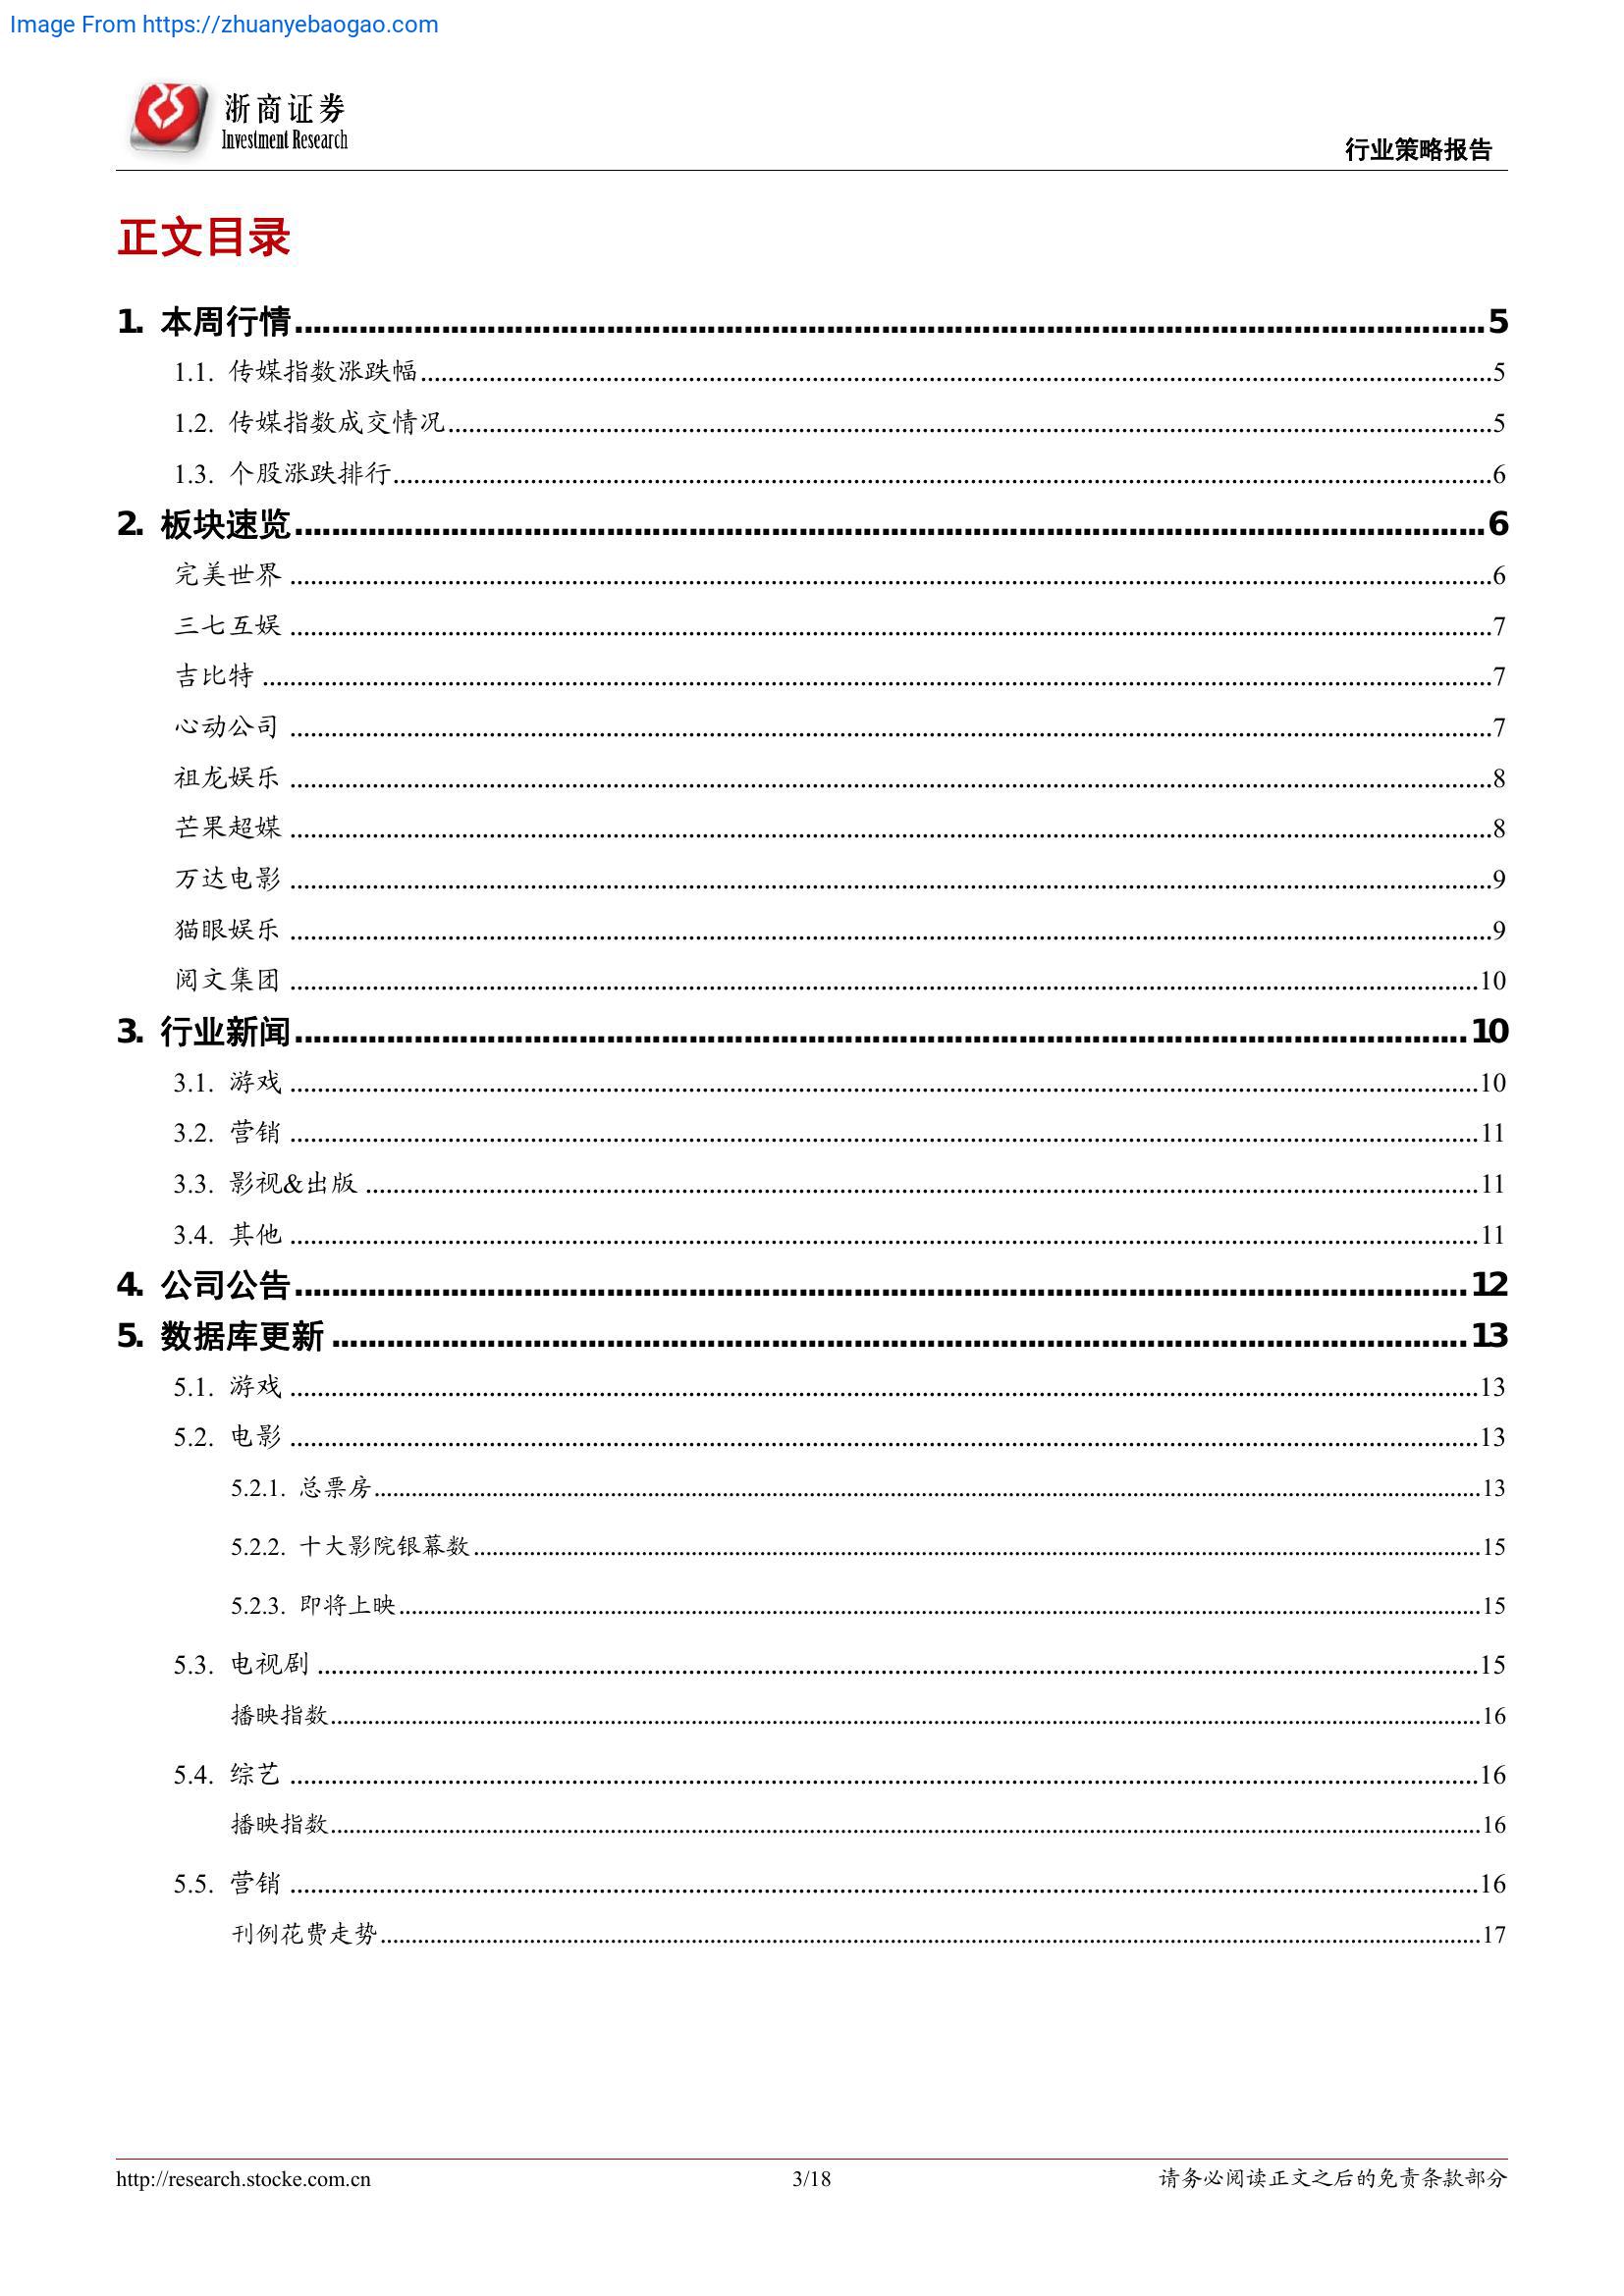 Image From https://zhuanyebaogao.com
浙商证券
Investment Research
行业策略报告
正文目录
1. 本周行情 5
1.1. 传媒指数涨跌幅 5
1.2. 传媒指数成交情况 5
1.3. 个股涨跌排行 6
2. 板块速览 6
完美世界 6
三七互娱 7
吉比特 7
心动公司 7
祖龙娱乐 8
芒果超媒 8
万达电影 9
猫眼娱乐 9
阅文集团 10
3. 行业新闻 10
3.1. 游戏 10
3.2. 营销 11
3.3. 影视&出版 11
3.4. 其他 11
4. 公司公告 12
5. 数据库更新 13
5.1. 游戏 13
5.2. 电影 13
5.2.1. 总票房 13
5.2.2. 十大影院银幕数 15
5.2.3. 即将上映 15
5.3. 电视剧 15
播映指数 16
5.4. 综艺 16
播映指数 16
5.5. 营销 16
刊例花费走势 17
http://research.stocke.com.cn 3/18 请务必阅读正文之后的免责条款部分